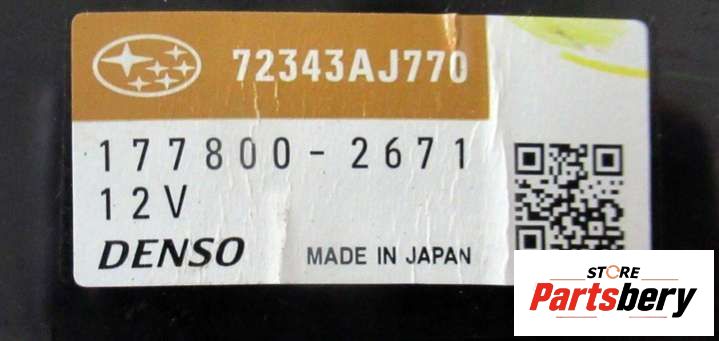 72343AJ770
177800-2671
12V
DENSO
MADE IN JAPAN
STORE
Partsbery